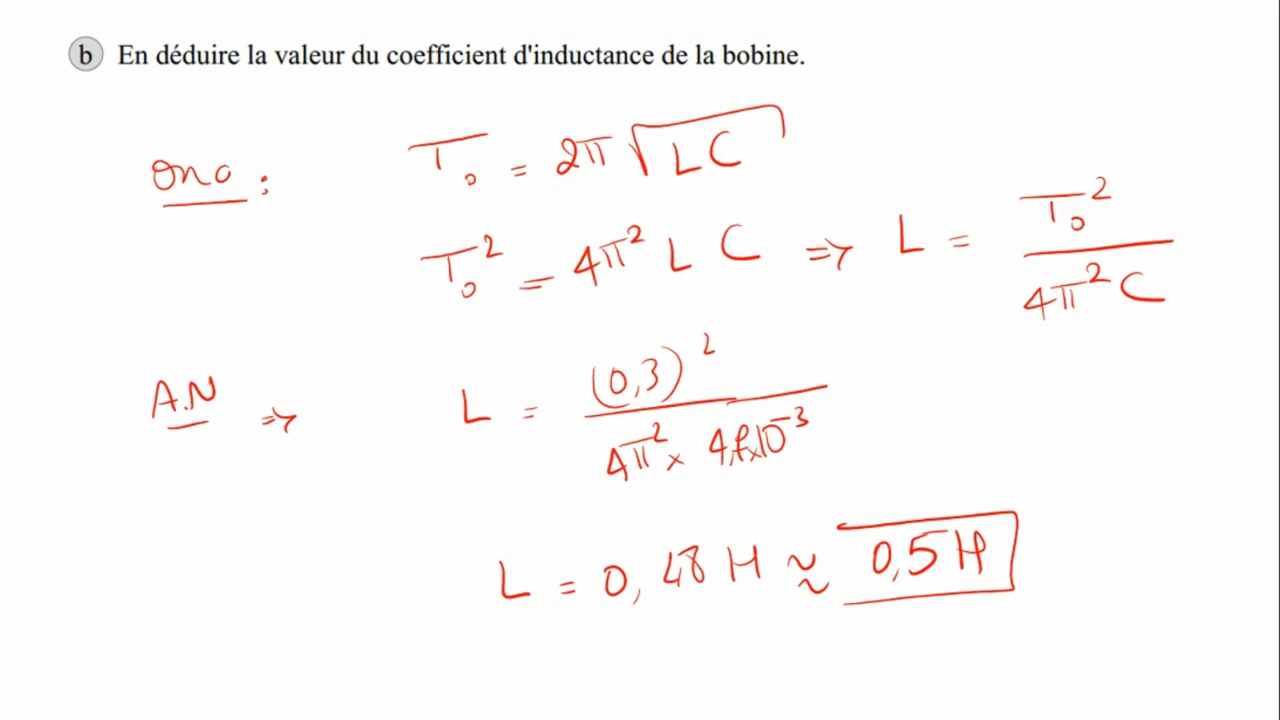 b En déduire la valeur du coefficient d'inductance de la bobine.
On a : T₀ = 2π √LC
T₀² = 4π² L C ⇒ L = T₀² / 4π² C
A.N ⇒ L = (0,3)² / 4π² × 4,7×10⁻³
L = 0,48 H ≈ 0,5 H